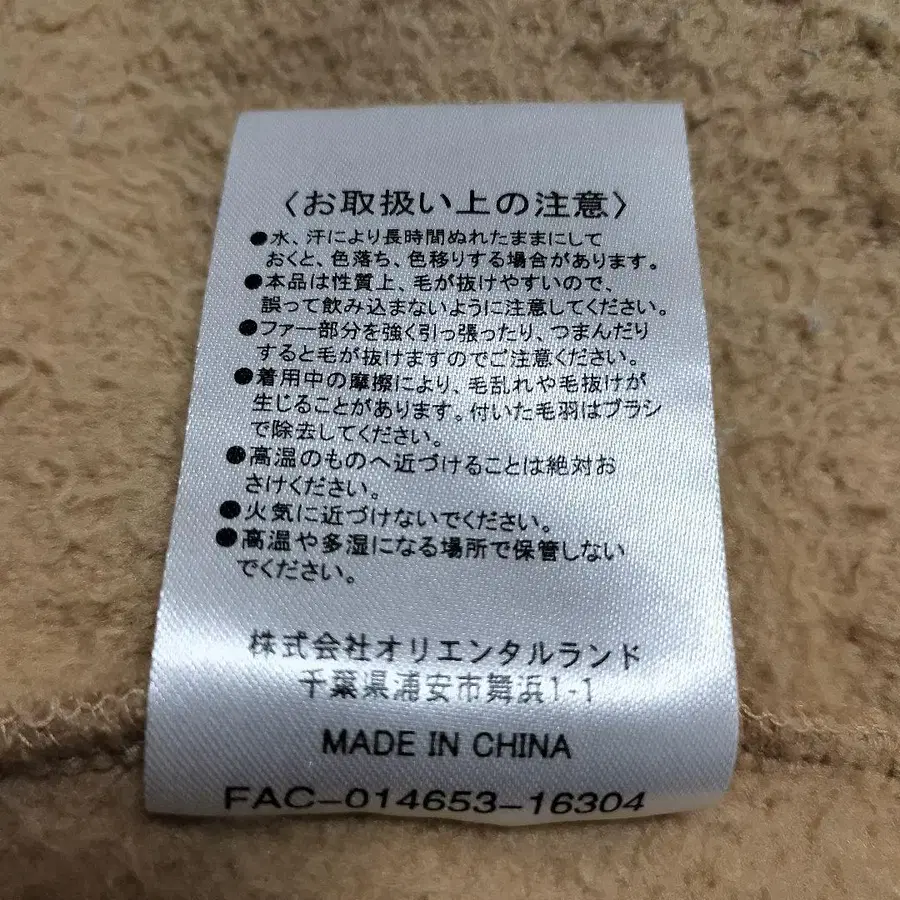 〈お取扱い上の注意〉
●水、汗により長時間ぬれたままにして
おくと、色落ち、色移りする場合があります。
●本品は性質上、毛が抜けやすいので、
誤って飲み込まないように注意してください。
●ファー部分を強く引っ張ったり、つまんだり
すると毛が抜けますのでご注意ください。
●着用中の摩擦により、毛乱れや毛抜けが
生じることがあります。付いた毛羽はブラシ
で除去してください。
●高温のものへ近づけることは絶対お
さけください。
●火気に近づけないでください。
●高温や多湿になる場所で保管しない
でください。
株式会社オリエンタルランド
千葉県浦安市舞浜1-1
MADE IN CHINA
FAC-014653-16304